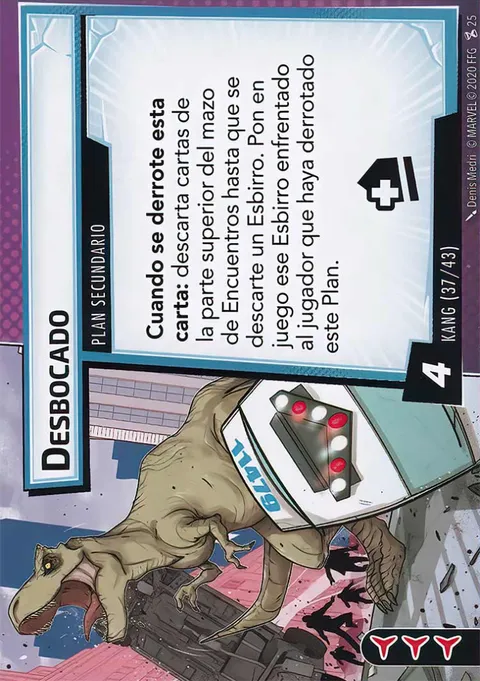 DESBOCADO
PLAN SECUNDARIO
Cuando se derrote esta
carta: descarta cartas de
la parte superior del mazo
de Encuentros hasta que se
descarte un Esbirro. Pon en
juego ese Esbirro enfrentado
al jugador que haya derrotado
este Plan.
4
KANG (37/43)
Denis Medri © MARVEL © 2020 FFG 25
11479